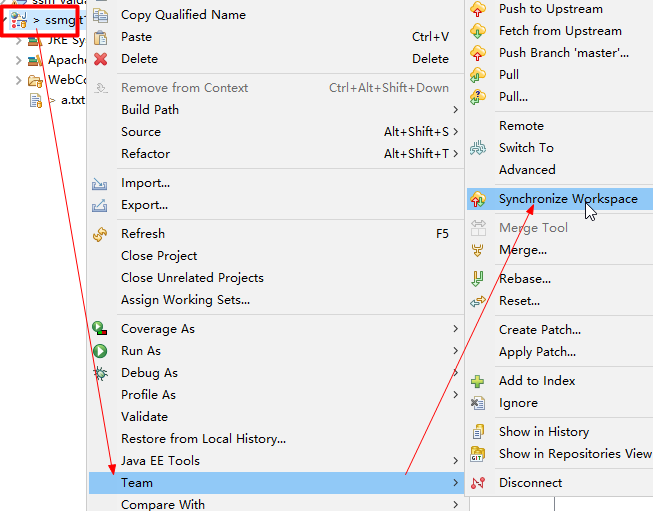 > ssmg
JRE Sy
Apache
WebCo
> a.txt
Copy Qualified Name
Paste Ctrl+V
Delete Delete
Remove from Context Ctrl+Alt+Shift+Down
Build Path
Source Alt+Shift+S
Refactor Alt+Shift+T
Import...
Export...
Refresh F5
Close Project
Close Unrelated Projects
Assign Working Sets...
Coverage As
Run As
Debug As
Profile As
Validate
Restore from Local History...
Java EE Tools
Team
Compare With
Push to Upstream
Fetch from Upstream
Push Branch 'master'...
Pull
Pull...
Remote
Switch To
Advanced
Synchronize Workspace
Merge Tool
Merge...
Rebase...
Reset...
Create Patch...
Apply Patch...
Add to Index
Ignore
Show in History
Show in Repositories View
Disconnect